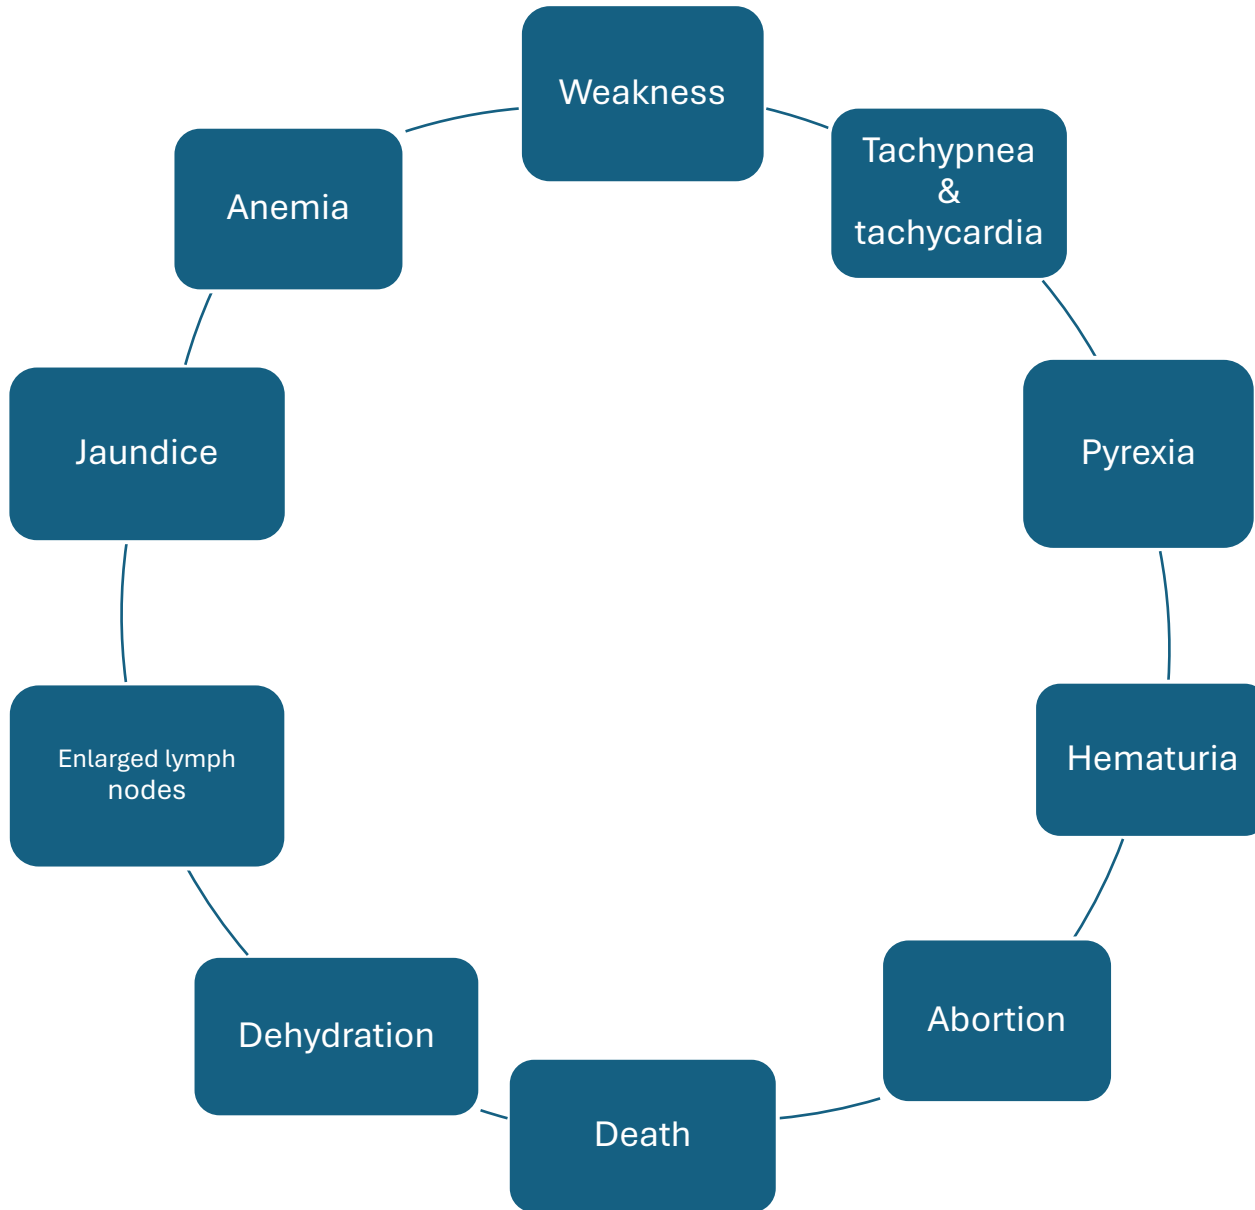 Weakness
Tachypnea
&
tachycardia
Pyrexia
Hematuria
Abortion
Death
Dehydration
Enlarged lymph
nodes
Jaundice
Anemia